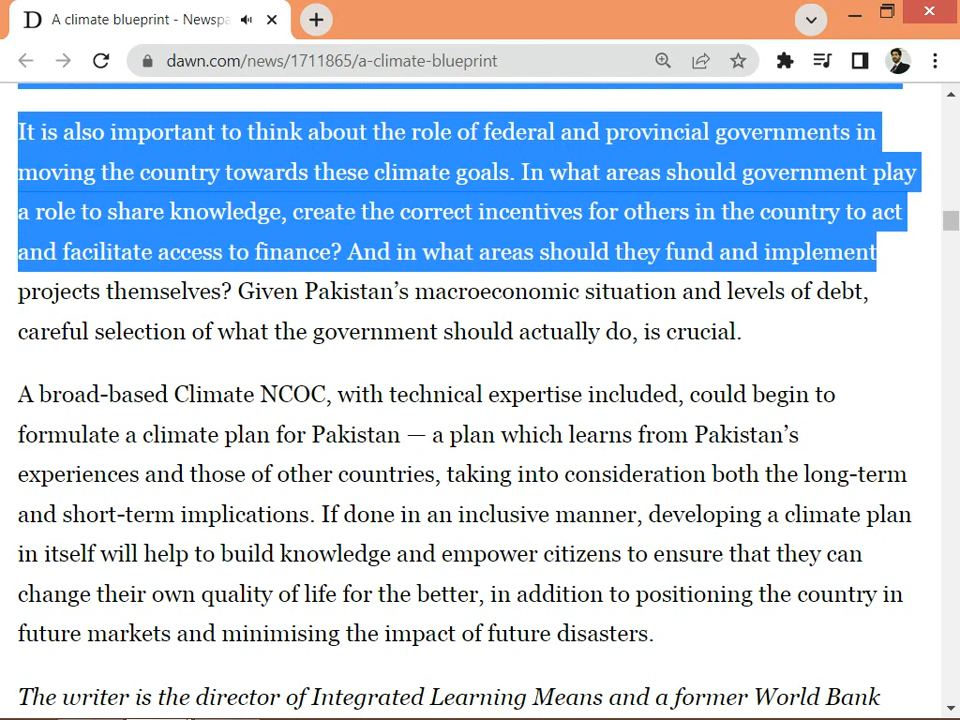 D A climate blueprint - Newspa
dawn.com/news/1711865/a-climate-blueprint
It is also important to think about the role of federal and provincial governments in
moving the country towards these climate goals. In what areas should government play
a role to share knowledge, create the correct incentives for others in the country to act
and facilitate access to finance? And in what areas should they fund and implement
projects themselves? Given Pakistan’s macroeconomic situation and levels of debt,
careful selection of what the government should actually do, is crucial.
A broad-based Climate NCOC, with technical expertise included, could begin to
formulate a climate plan for Pakistan — a plan which learns from Pakistan’s
experiences and those of other countries, taking into consideration both the long-term
and short-term implications. If done in an inclusive manner, developing a climate plan
in itself will help to build knowledge and empower citizens to ensure that they can
change their own quality of life for the better, in addition to positioning the country in
future markets and minimising the impact of future disasters.
The writer is the director of Integrated Learning Means and a former World Bank